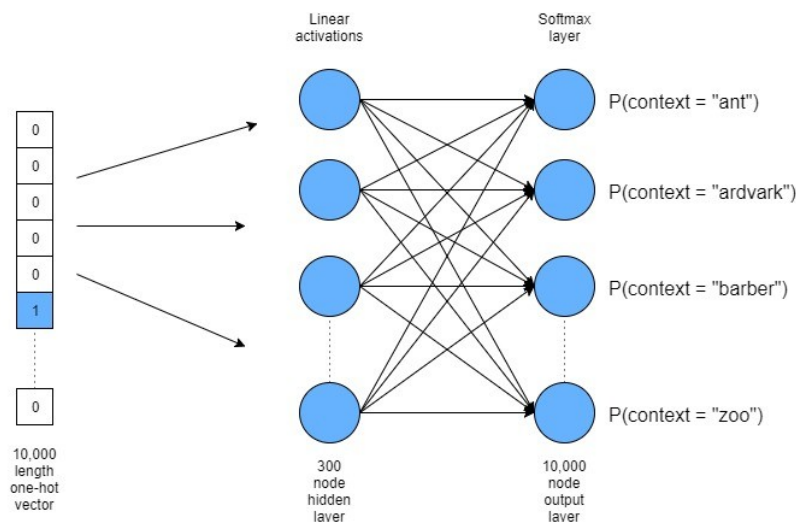 Linear
activations
Softmax
layer
0
0
0
0
0
1
0
P(context = "ant")
P(context = "ardvark")
P(context = "barber")
P(context = "zoo")
10,000
length
one-hot
vector
300
node
hidden
layer
10,000
node
output
layer